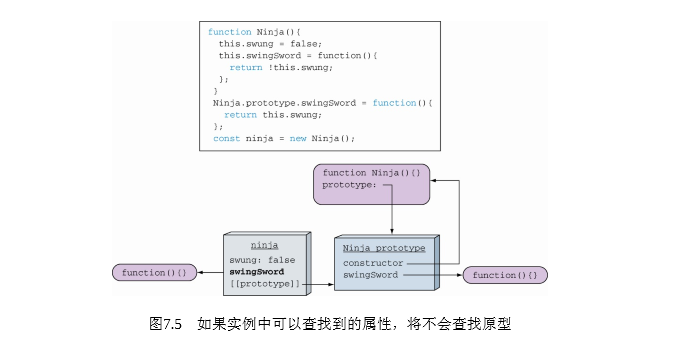 function Ninja(){
this.swung = false;
this.swingSword = function(){
return !this.swung;
};
}
Ninja.prototype.swingSword = function(){
return this.swung;
};
const ninja = new Ninja();
function Ninja(){}
prototype:
ninja
swung: false
swingSword
[[prototype]]
function(){}
Ninja prototype
constructor
swingSword
function(){}
图7.5 如果实例中可以查找到的属性，将不会查找原型